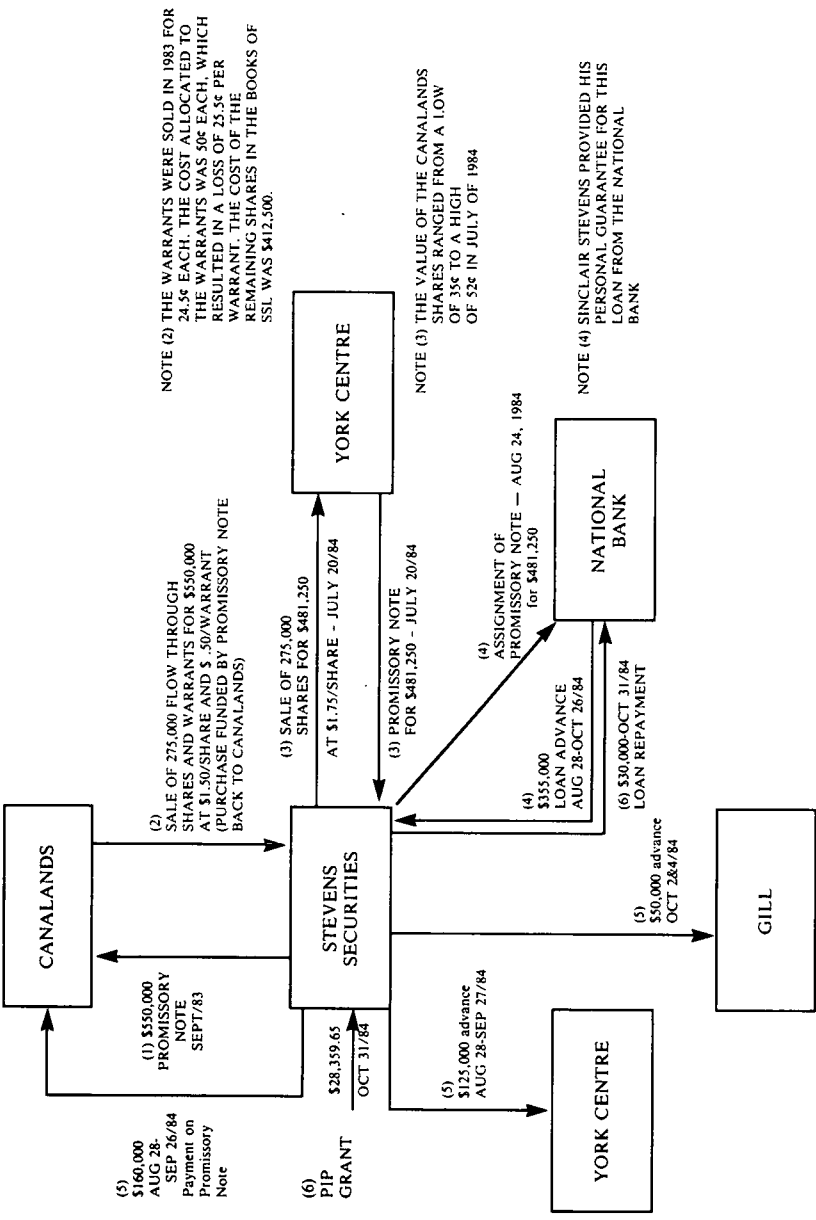 CANALANDS
(5)
$160,000
AUG 28-
SEP 26/84
Payment on
Promissory
Note
(1) $550,000
PROMISSORY
NOTE
SEPT/83
(2)
SALE OF 275,000 FLOW THROUGH
SHARES AND WARRANTS FOR $550,000
AT $1.50/SHARE AND $ .50/WARRANT
(PURCHASE FUNDED BY PROMISSORY NOTE
BACK TO CANALANDS)
NOTE (2) THE WARRANTS WERE SOLD IN 1983 FOR
24.5¢ EACH. THE COST ALLOCATED TO
THE WARRANTS WAS 50¢ EACH, WHICH
RESULTED IN A LOSS OF 25.5¢ PER
WARRANT. THE COST OF THE
REMAINING SHARES IN THE BOOKS OF
SSL WAS $412,500.
(6)
PIP
GRANT
$28,359.65
OCT 31/84
STEVENS
SECURITIES
(3) SALE OF 275,000
SHARES FOR $481,250
AT $1.75/SHARE - JULY 20/84
(3) PROMISSORY NOTE
FOR $481,250 - JULY 20/84
YORK CENTRE
NOTE (3) THE VALUE OF THE CANALANDS
SHARES RANGED FROM A LOW
OF 35¢ TO A HIGH
OF 52¢ IN JULY OF 1984
(4)
ASSIGNMENT OF
PROMISSORY NOTE — AUG 24, 1984
for $481,250
(4)
$355,000
LOAN ADVANCE
AUG 28-OCT 26/84
(6) $30,000-OCT 31/84
LOAN REPAYMENT
NATIONAL
BANK
NOTE (4) SINCLAIR STEVENS PROVIDED HIS
PERSONAL GUARANTEE FOR THIS
LOAN FROM THE NATIONAL
BANK
(5)
$125,000 advance
AUG 28-SEP 27/84
YORK CENTRE
(5)
$50,000 advance
OCT 2&4/84
GILL